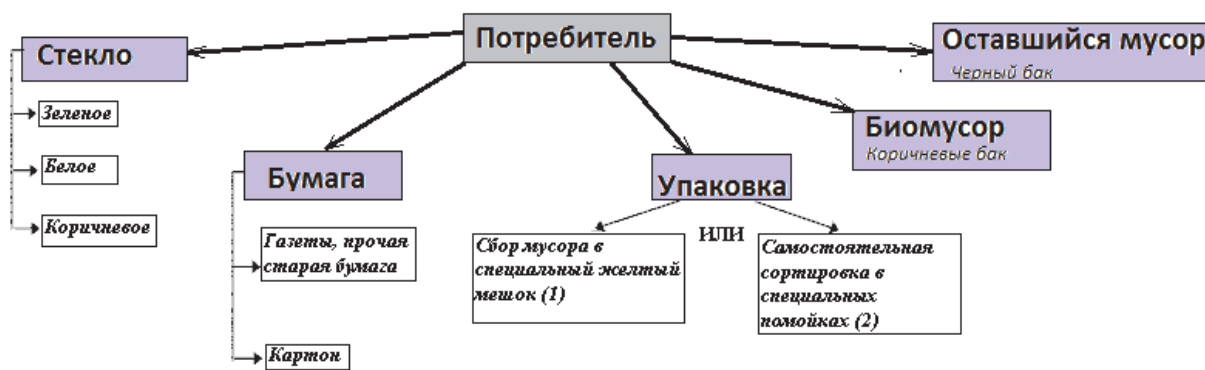 Потребитель
Стекло
Зеленое
Белое
Коричневое
Бумага
Газеты, прочая
старая бумага
Картон
Упаковка
ИЛИ
Сбор мусора в
специальный желтый
мешок (1)
Самостоятельная
сортировка в
специальных
помойках (2)
Биомусор
Коричневые бак
Оставшийся мусор
Черный бак